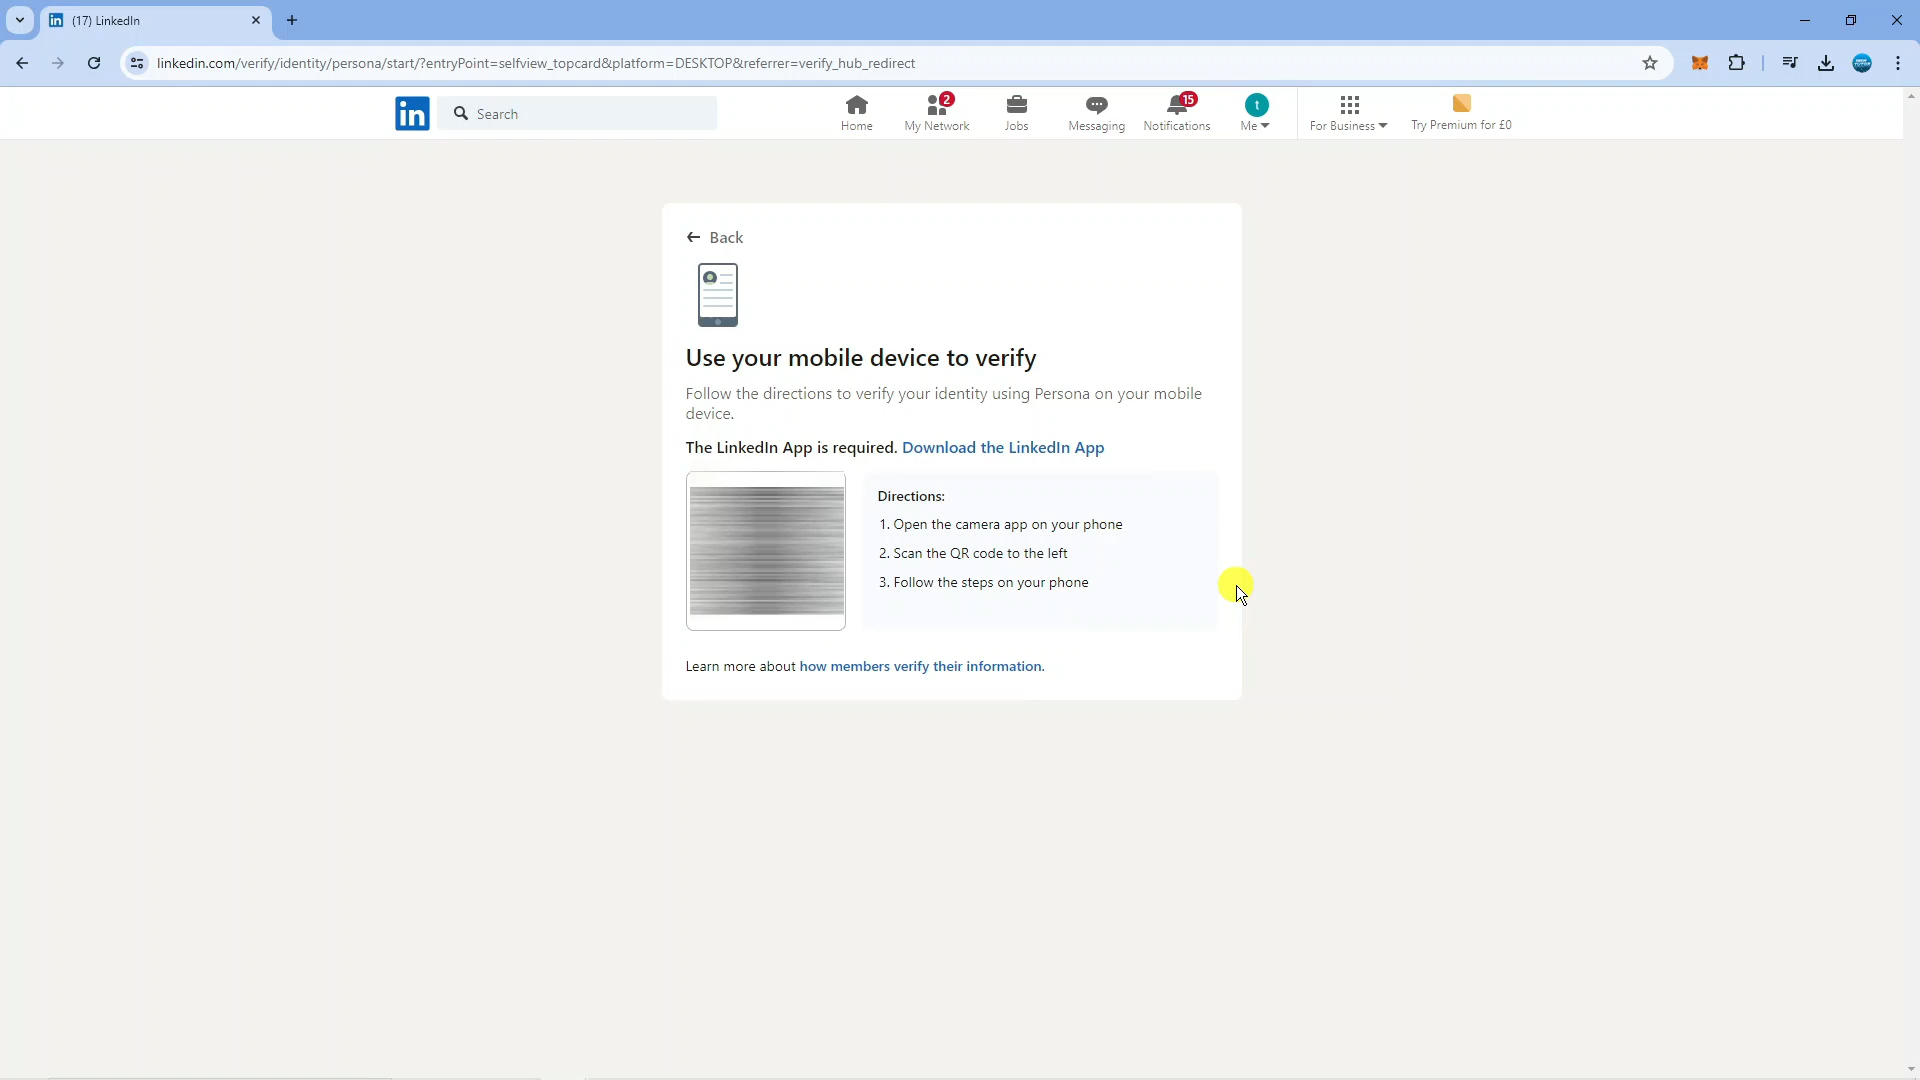 (17) LinkedIn
linkedin.com/verify/identity/persona/start/?entryPoint=selfview_topcard&platform=DESKTOP&referrer=verify_hub_redirect
in
Search
Home
2
My Network
Jobs
Messaging
15
Notifications
t
Me
For Business
Try Premium for £0
Back
Use your mobile device to verify
Follow the directions to verify your identity using Persona on your mobile
device.
The LinkedIn App is required. Download the LinkedIn App
Directions:
1. Open the camera app on your phone
2. Scan the QR code to the left
3. Follow the steps on your phone
Learn more about how members verify their information.